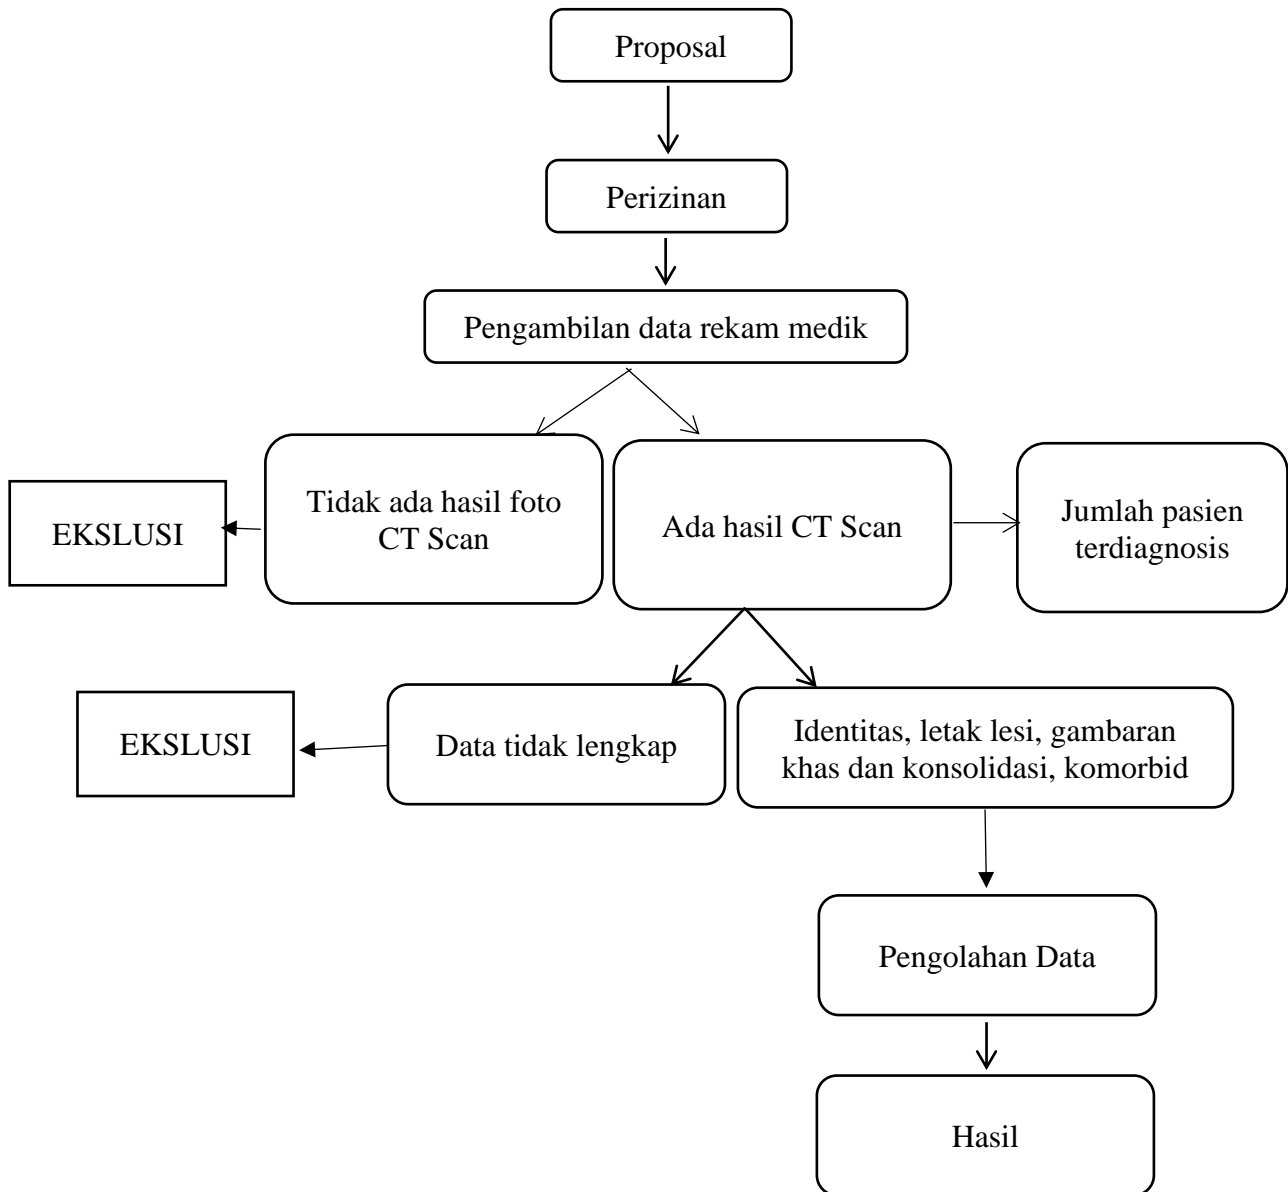 Proposal
Perizinan
Pengambilan data rekam medik
EKSLUSI
Tidak ada hasil foto
CT Scan
Ada hasil CT Scan
Jumlah pasien
terdiagnosis
EKSLUSI
Data tidak lengkap
Identitas, letak lesi, gambaran
khas dan konsolidasi, komorbid
Pengolahan Data
Hasil